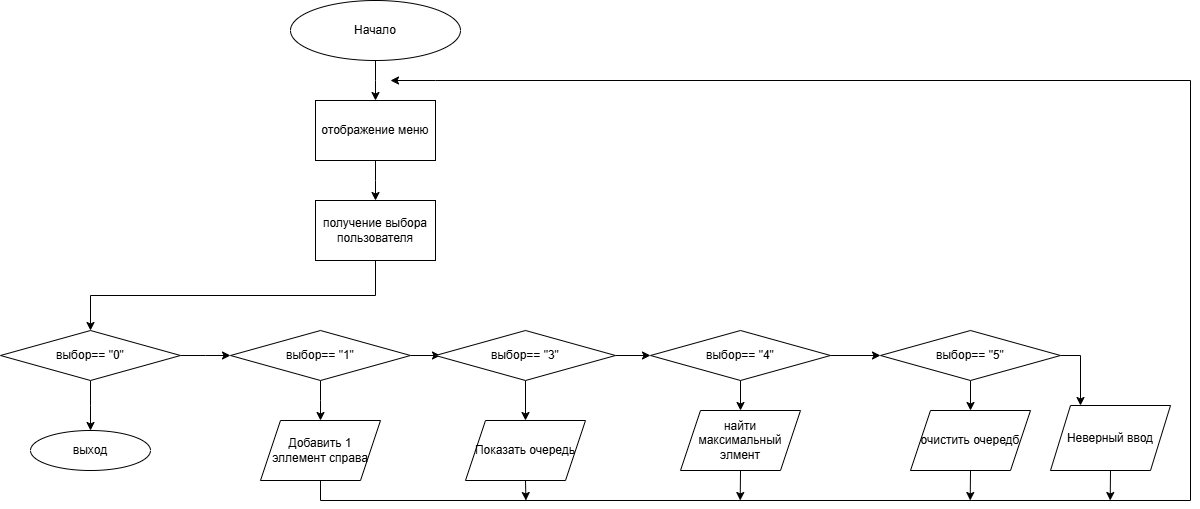 Начало
отображение меню
получение выбора
пользователя
выбор== "0"
выбор== "1"
выбор== "3"
выбор== "4"
выбор== "5"
выход
Добавить 1
эллемент справа
Показать очередь
найти
максимальный
элмент
очистить очередб
Неверный ввод